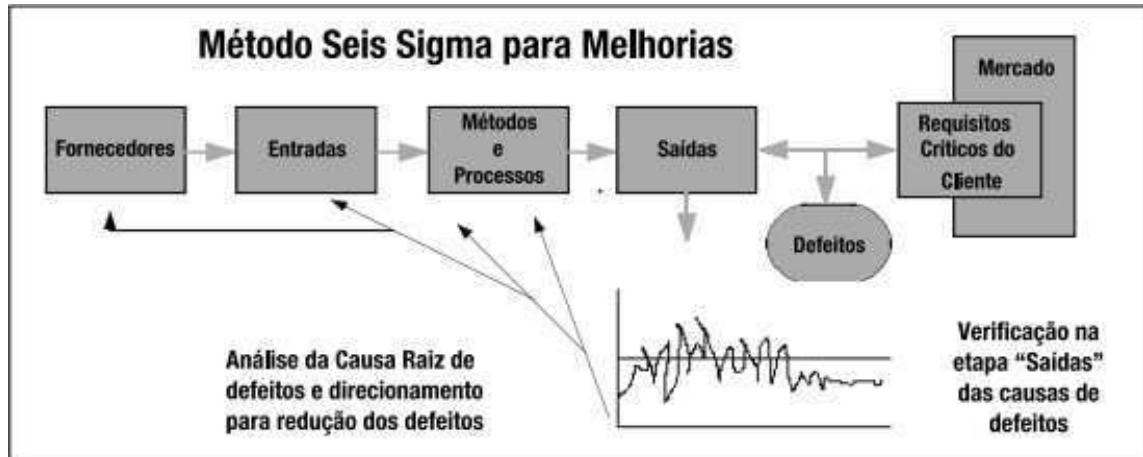 Método Seis Sigma para Melhorias
Mercado
Fornecedores
Entradas
Métodos
e
Processos
Saídas
Requisitos
Críticos do
Cliente
Defeitos
Análise da Causa Raiz de
defeitos e direcionamento
para redução dos defeitos
Verificação na
etapa “Saídas”
das causas de
defeitos